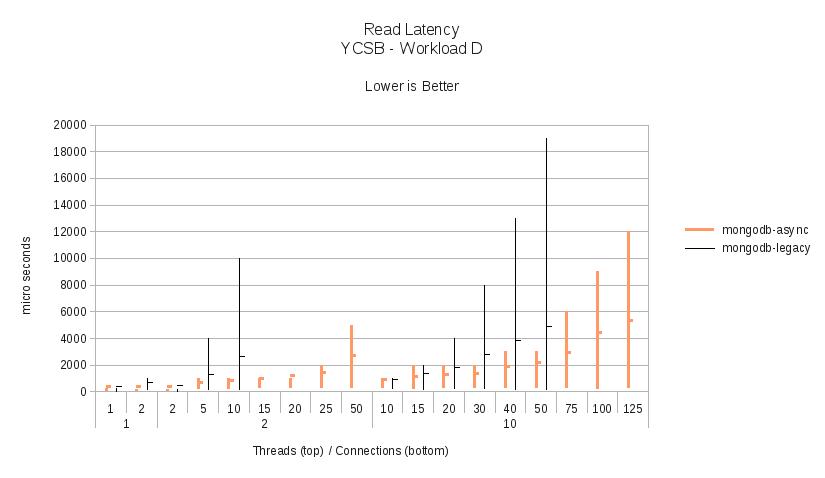 Read Latency
YCSB - Workload D
Lower is Better
20000
18000
16000
14000
12000
10000
8000
6000
4000
2000
0
micro seconds
mongodb-async
mongodb-legacy
1 2 2 5 10 15 20 25 50 10 15 20 30 40 50 75 100 125
1 2 10
Threads (top) / Connections (bottom)